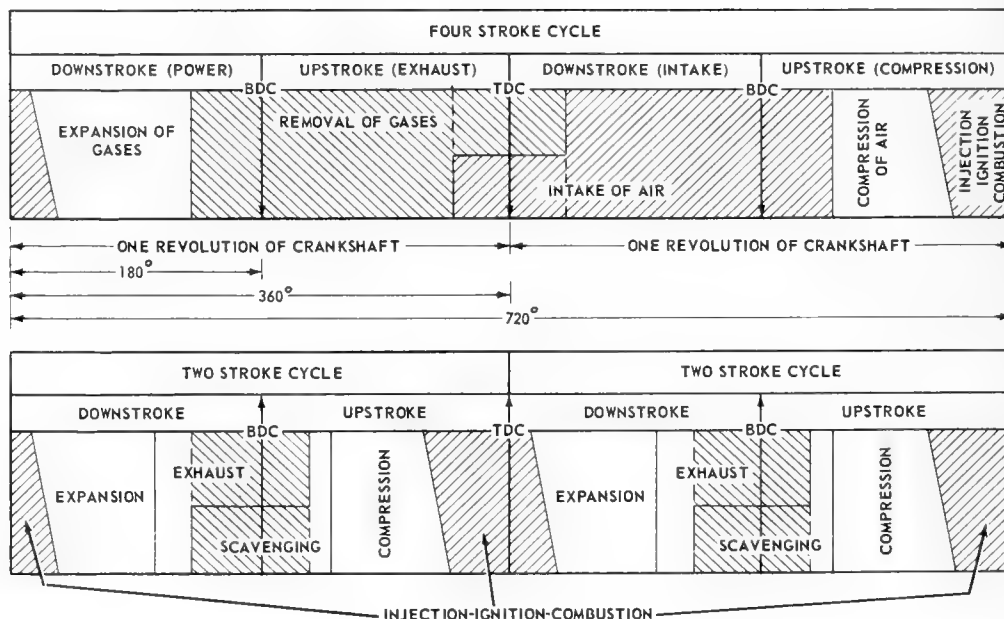 FOUR STROKE CYCLE
DOWNSTROKE (POWER)
UPSTROKE (EXHAUST)
DOWNSTROKE (INTAKE)
UPSTROKE (COMPRESSION)
BDC
TDC
BDC
EXPANSION OF
GASES
REMOVAL OF GASES
INTAKE OF AIR
COMPRESSION
OF AIR
INJECTION
IGNITION
COMBUSTION
ONE REVOLUTION OF CRANKSHAFT
ONE REVOLUTION OF CRANKSHAFT
180°
360°
720°
TWO STROKE CYCLE
TWO STROKE CYCLE
DOWNSTROKE
UPSTROKE
DOWNSTROKE
UPSTROKE
BDC
TDC
BDC
EXPANSION
EXHAUST
SCAVENGING
COMPRESSION
EXPANSION
EXHAUST
SCAVENGING
COMPRESSION
INJECTION-IGNITION-COMBUSTION